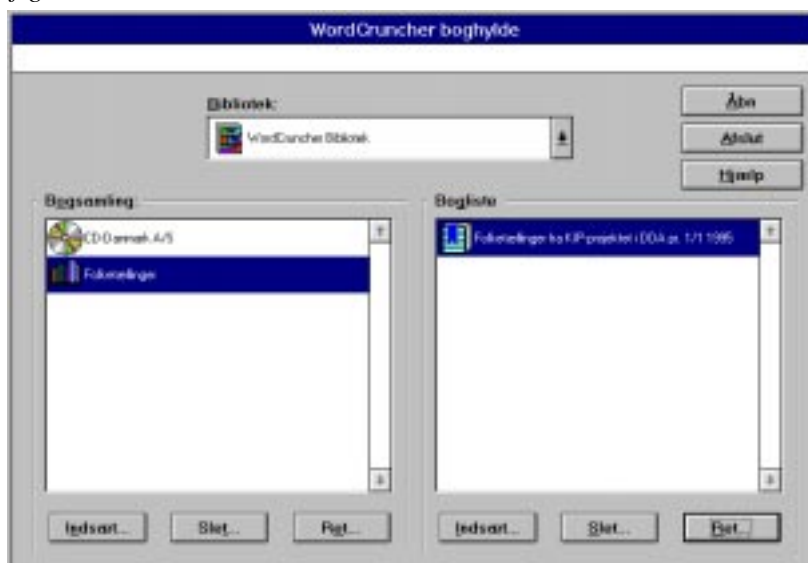 WordCruncher boghylde
Bibliotek:
WordCruncher Bibliotek
Åbn
Afslut
Hjælp
Bogsamling
CD-Danmark A/S
Folketællinger
Indsæt...
Slet...
Ret...
Bogliste
Folketællinger fra KIP-projektet i DDA pr. 1/1 1995
Indsæt...
Slet...
Ret...